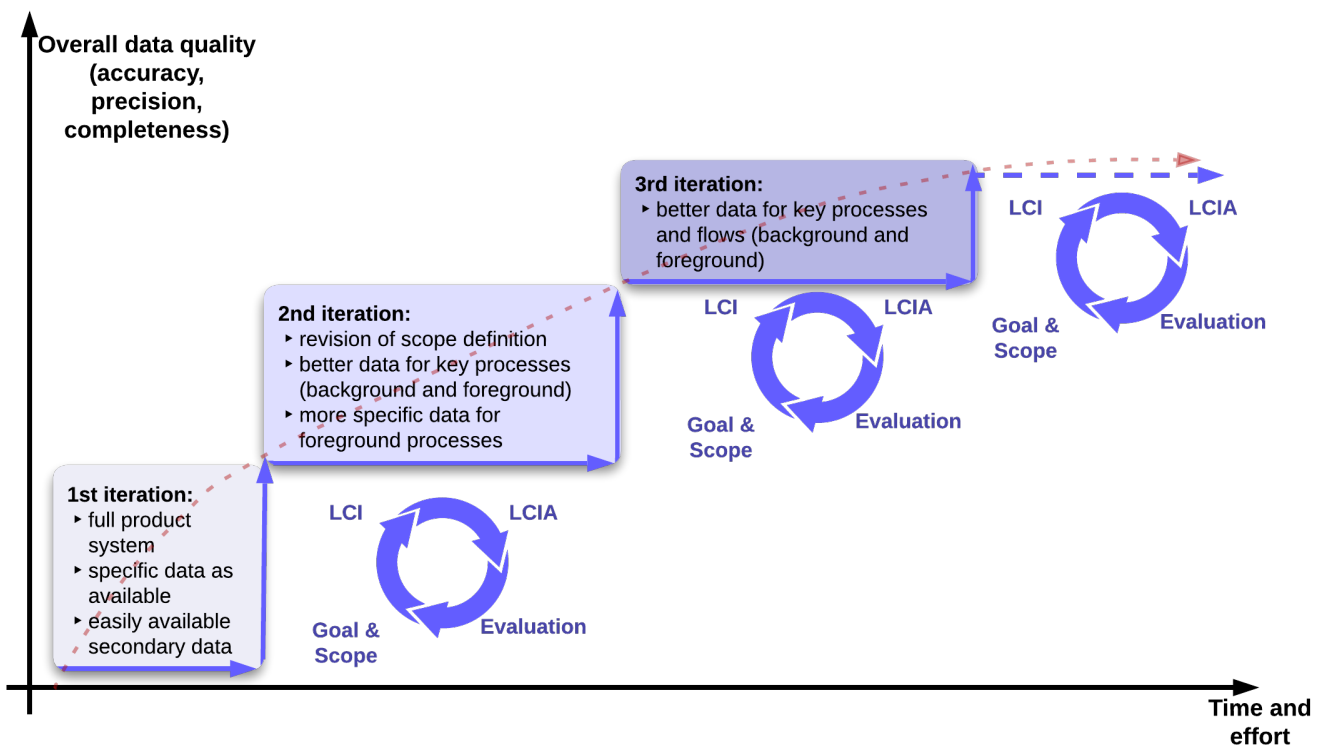 Overall data quality
(accuracy,
precision,
completeness)
3rd iteration:
‣ better data for key processes
and flows (background and
foreground)
LCI
LCIA
Goal &
Scope
Evaluation
2nd iteration:
‣ revision of scope definition
‣ better data for key processes
(background and foreground)
‣ more specific data for
foreground processes
LCI
LCIA
Goal &
Scope
Evaluation
1st iteration:
‣ full product
system
‣ specific data as
available
‣ easily available
secondary data
LCI
LCIA
Goal &
Scope
Evaluation
Time and
effort